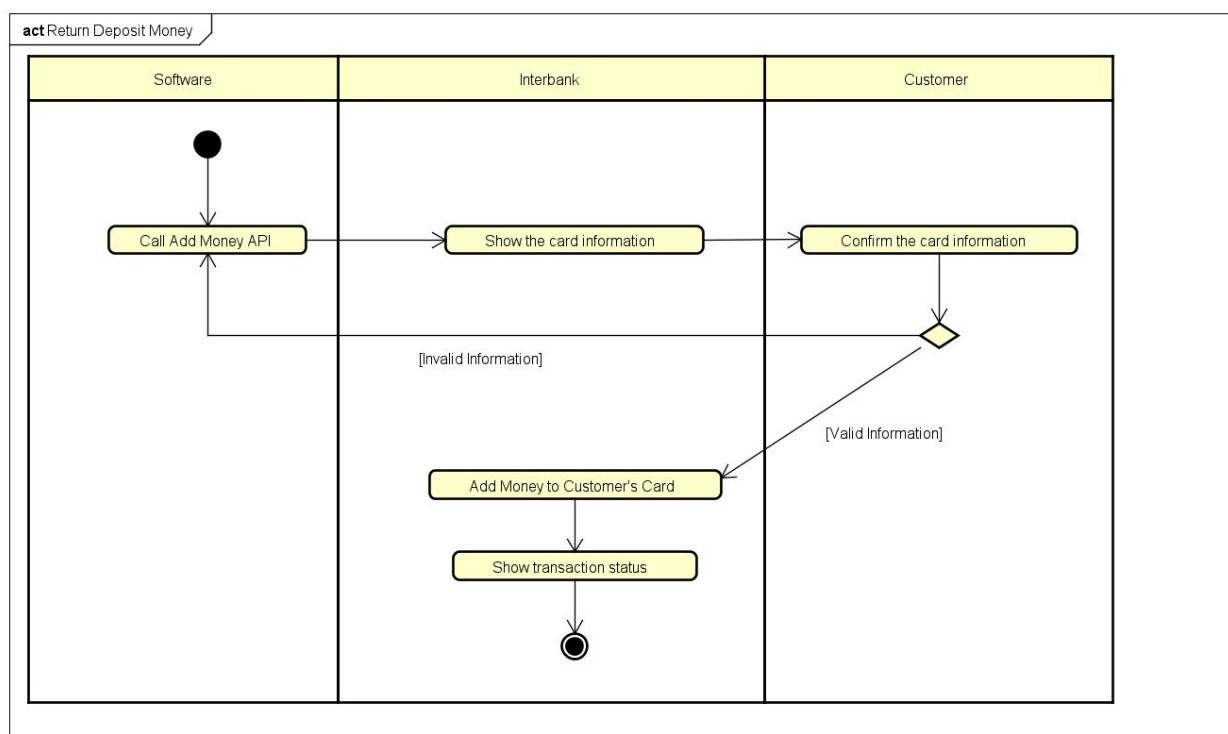 act Return Deposit Money
Software
Interbank
Customer
Call Add Money API
Show the card information
Confirm the card information
[Invalid Information]
[Valid Information]
Add Money to Customer's Card
Show transaction status